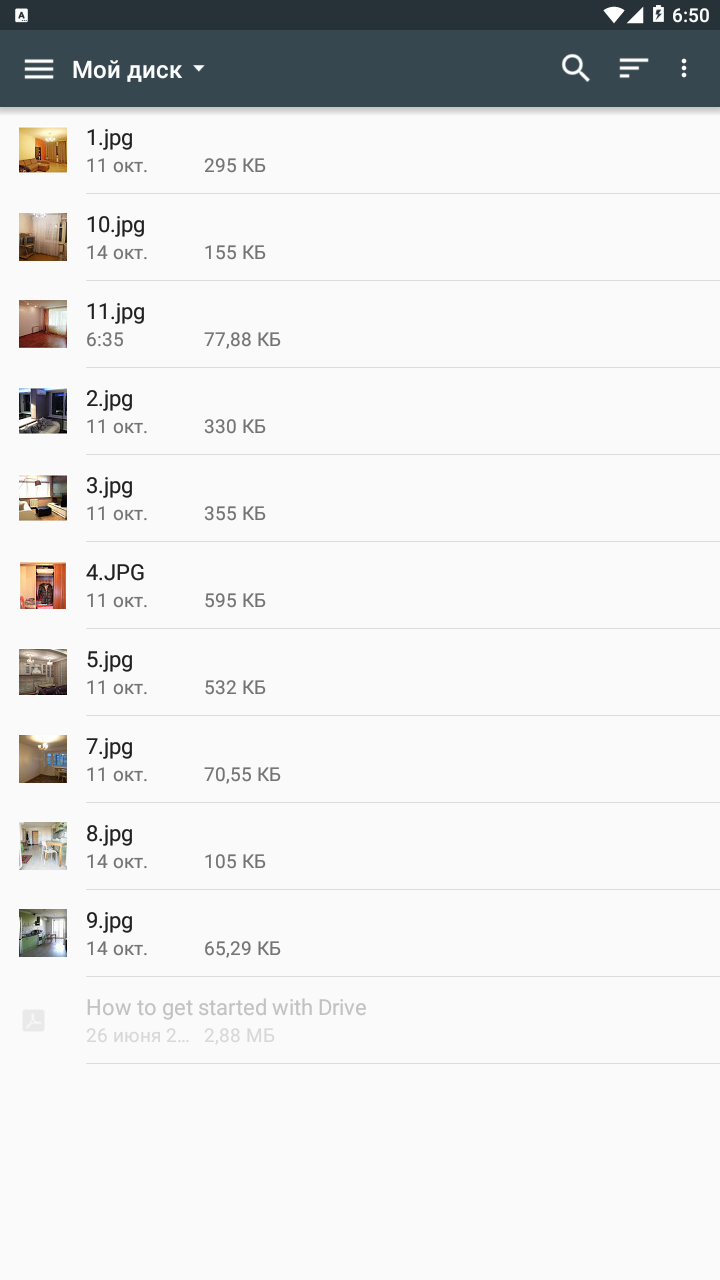 6:50
Мой диск
1.jpg
11 окт. 295 КБ
10.jpg
14 окт. 155 КБ
11.jpg
6:35 77,88 КБ
2.jpg
11 окт. 330 КБ
3.jpg
11 окт. 355 КБ
4.JPG
11 окт. 595 КБ
5.jpg
11 окт. 532 КБ
7.jpg
11 окт. 70,55 КБ
8.jpg
14 окт. 105 КБ
9.jpg
14 окт. 65,29 КБ
How to get started with Drive
26 июня 2... 2,88 МБ